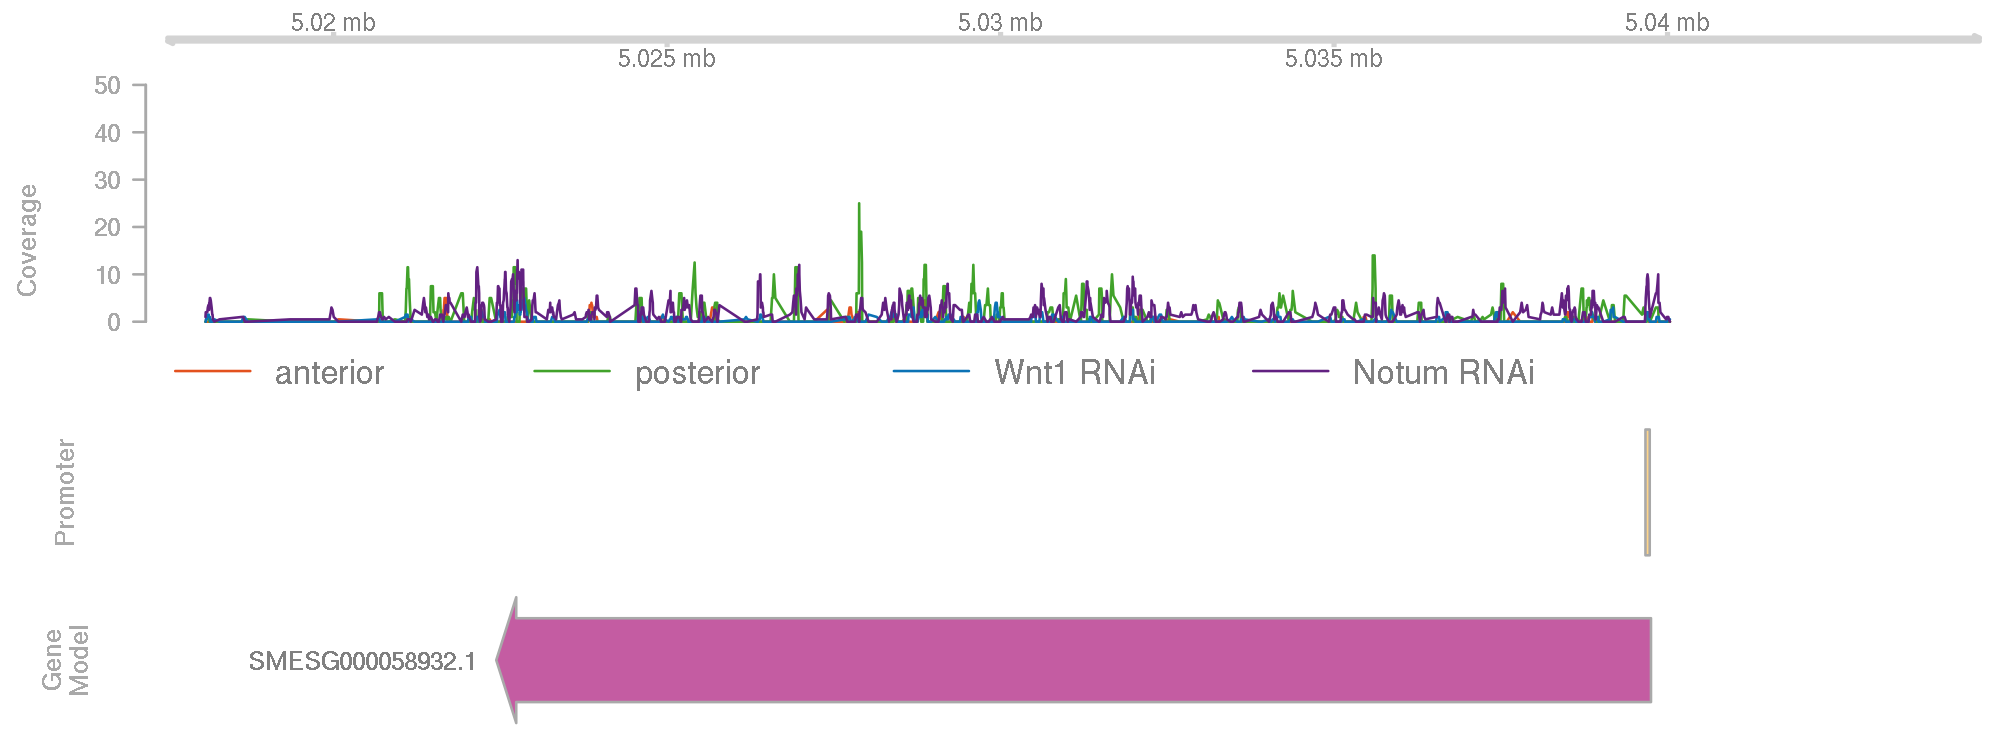 5.02 mb 5.03 mb 5.04 mb
5.025 mb 5.035 mb
50
40
30
20
10
0
Coverage
anterior posterior Wnt1 RNAi Notum RNAi
Promoter
Gene
Model
SMESG000058932.1